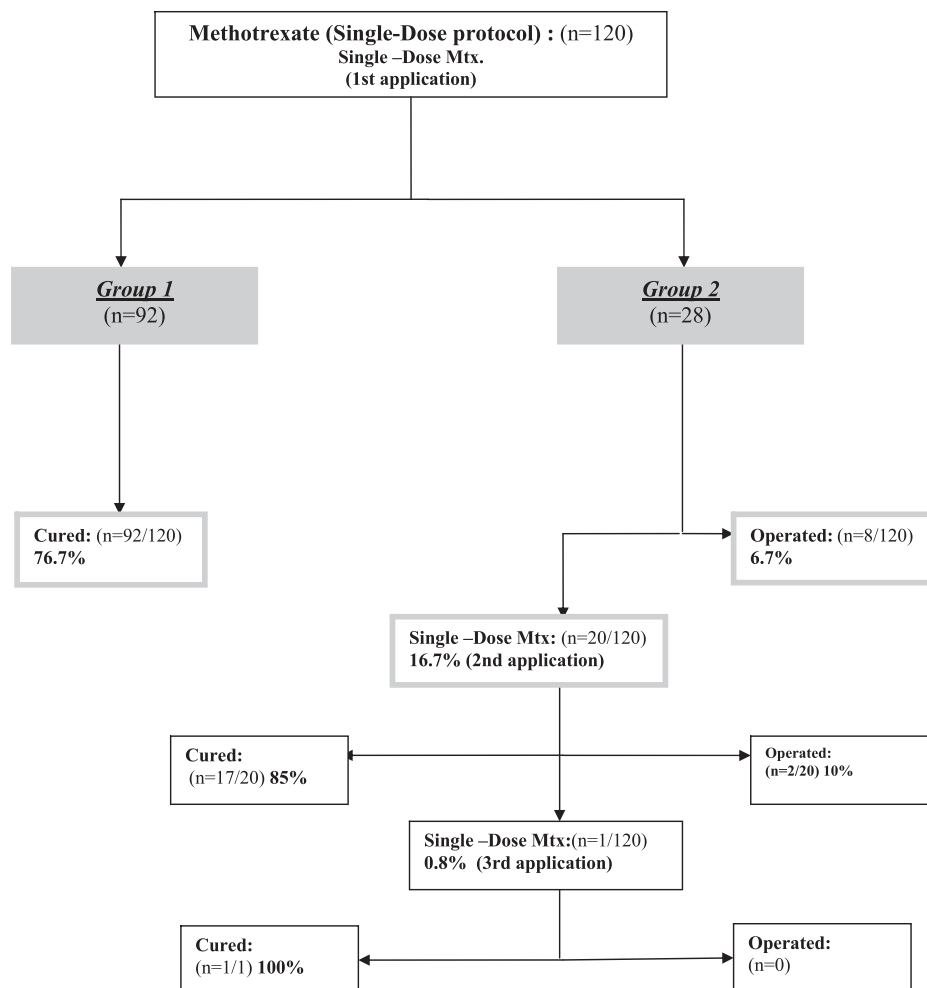 Methotrexate (Single-Dose protocol) : (n=120)
Single –Dose Mtx.
(1st application)
Group 1
(n=92)
Group 2
(n=28)
Cured: (n=92/120)
76.7%
Operated: (n=8/120)
6.7%
Single –Dose Mtx: (n=20/120)
16.7% (2nd application)
Cured:
(n=17/20) 85%
Operated:
(n=2/20) 10%
Single –Dose Mtx:(n=1/120)
0.8% (3rd application)
Cured:
(n=1/1) 100%
Operated:
(n=0)